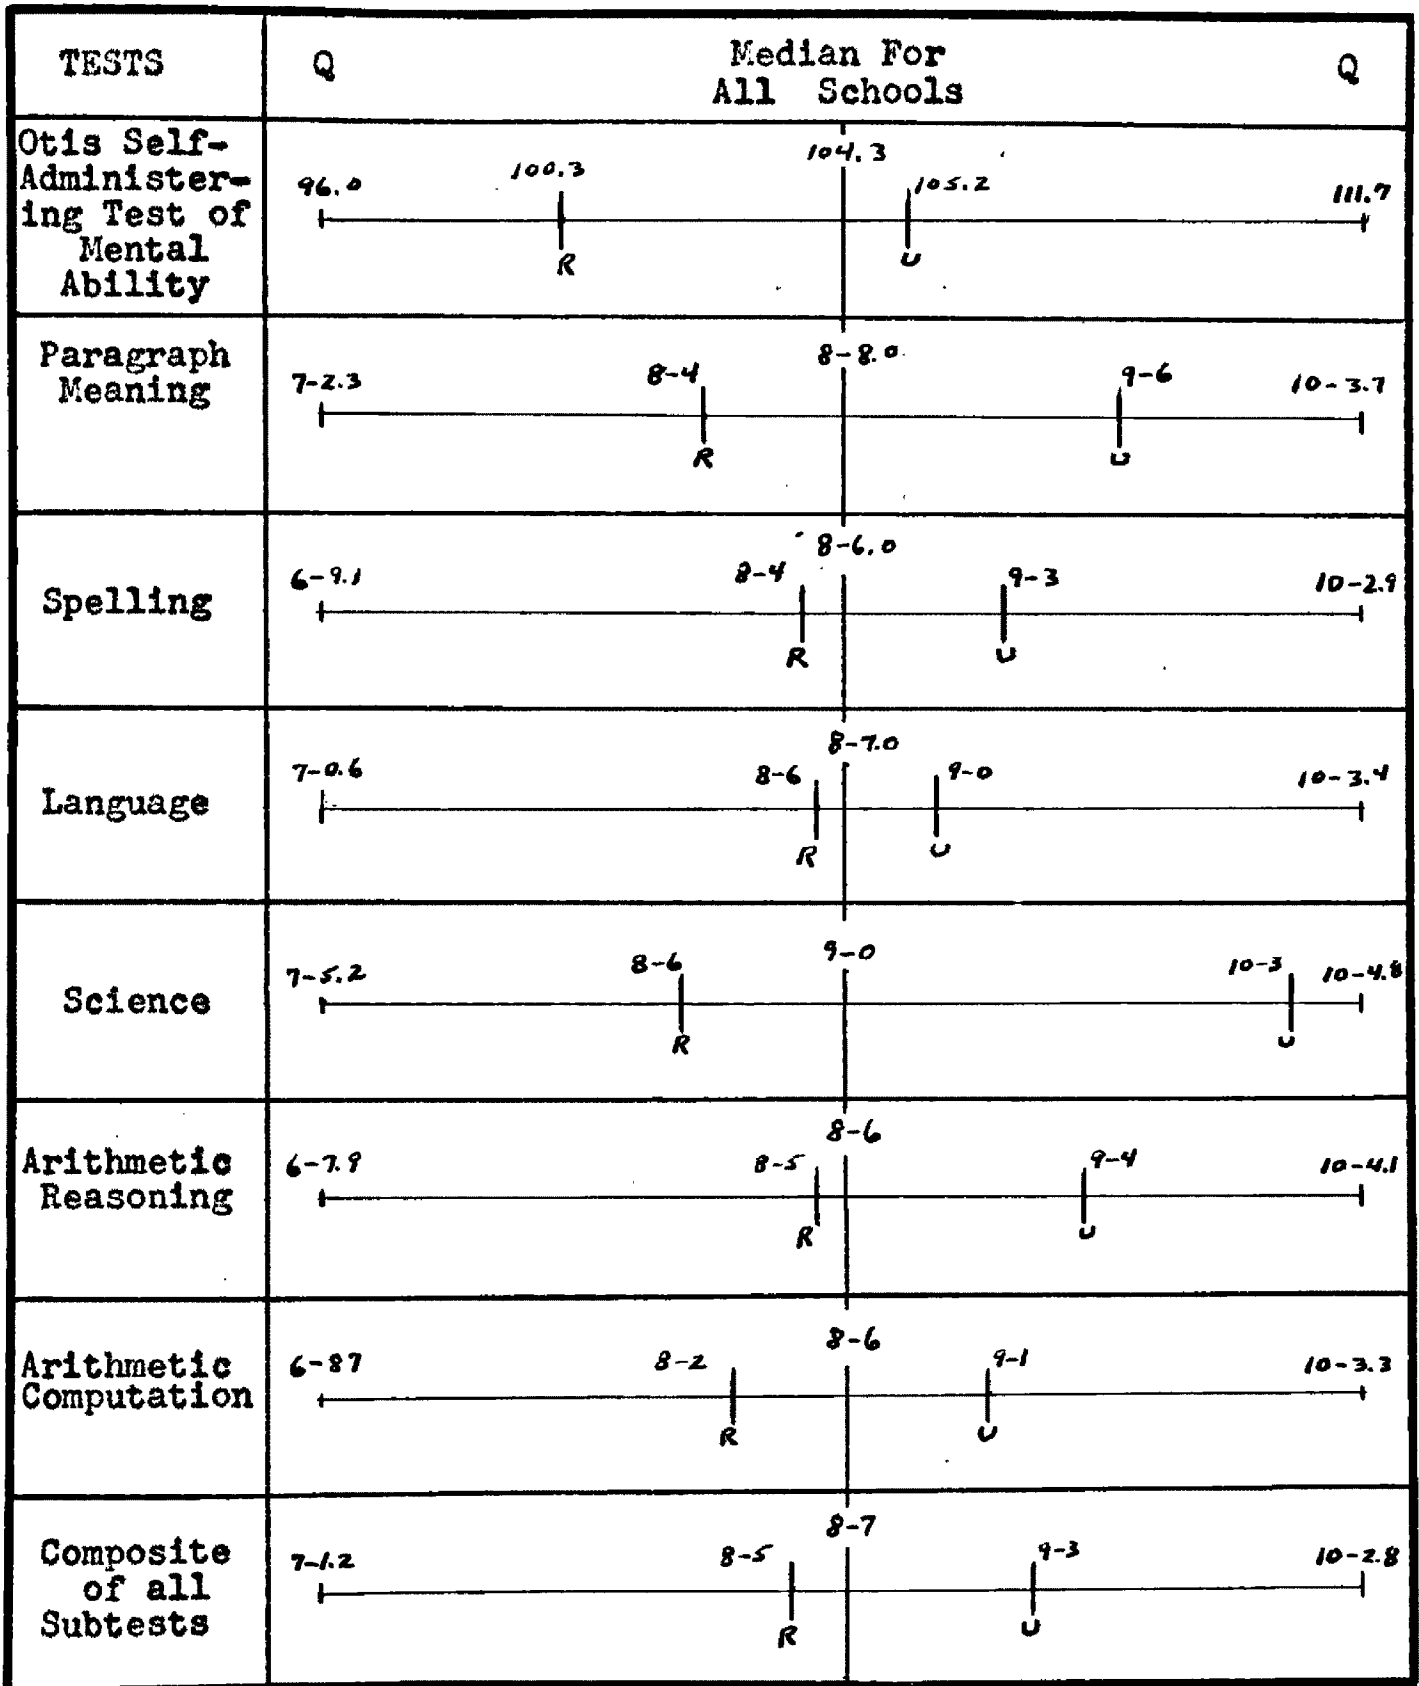 TESTS
Q
Median For
All Schools
Q
Otis Self-
Administer-
ing Test of
Mental
Ability
96.0
100.3
104.3
105.2
111.7
R
U
Paragraph
Meaning
7-2.3
8-4
8-8.0
9-6
10-3.7
R
U
Spelling
6-9.1
8-4
8-6.0
9-3
10-2.9
R
U
Language
7-0.6
8-6
8-7.0
9-0
10-3.4
R
U
Science
7-5.2
8-6
9-0
10-3
10-4.8
R
U
Arithmetic
Reasoning
6-7.9
8-5
8-6
9-4
10-4.1
R
U
Arithmetic
Computation
6-87
8-2
8-6
9-1
10-3.3
R
U
Composite
of all
Subtests
7-1.2
8-5
8-7
9-3
10-2.8
R
U